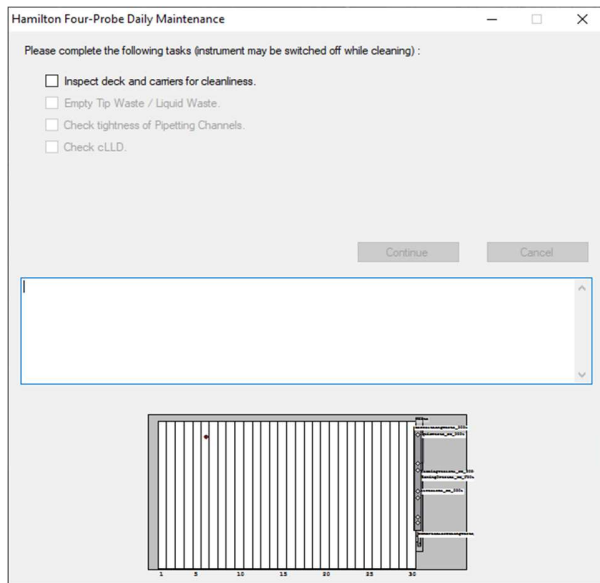 Hamilton Four-Probe Daily Maintenance
Please complete the following tasks (instrument may be switched off while cleaning) :
Inspect deck and carriers for cleanliness.
Empty Tip Waste / Liquid Waste.
Check tightness of Pipetting Channels.
Check cLLD.
Continue Cancel
1 5 10 15 20 25 30